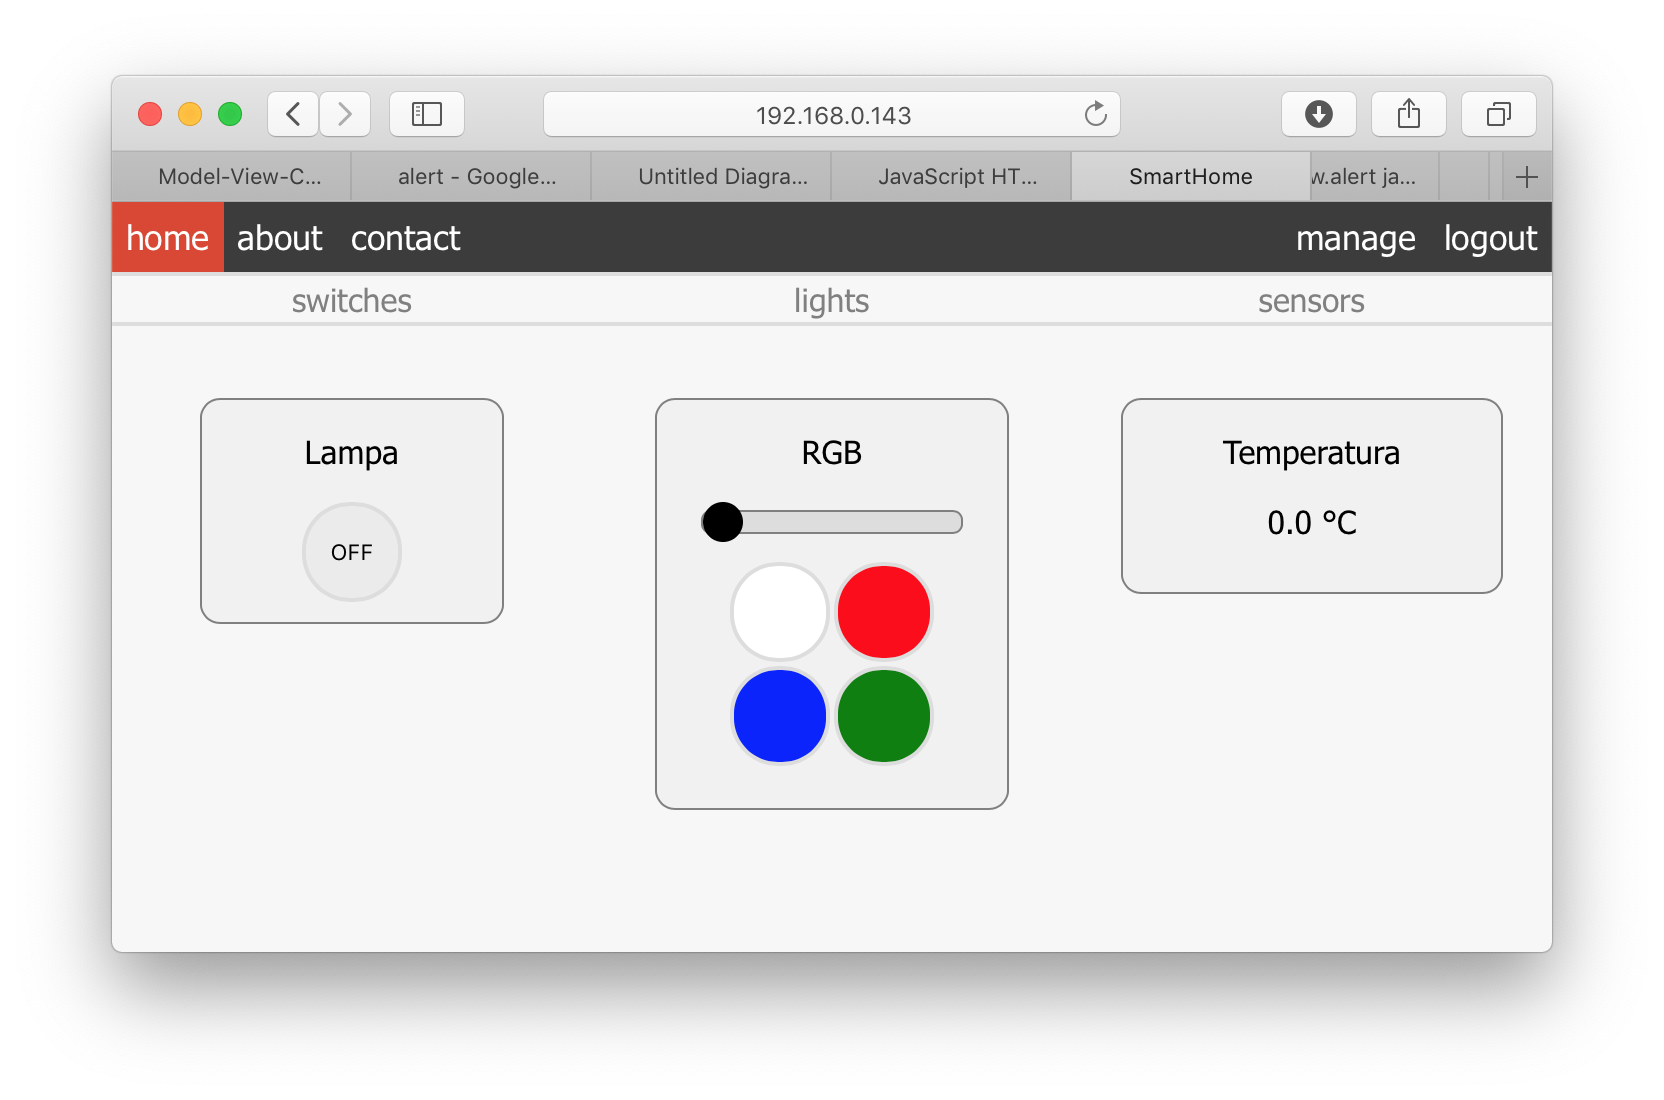 192.168.0.143
Model-View-C...
alert - Google...
Untitled Diagra...
JavaScript HT...
SmartHome
w.alert ja...
home about contact manage logout
switches lights sensors
Lampa
OFF
RGB
Temperatura
0.0 °C